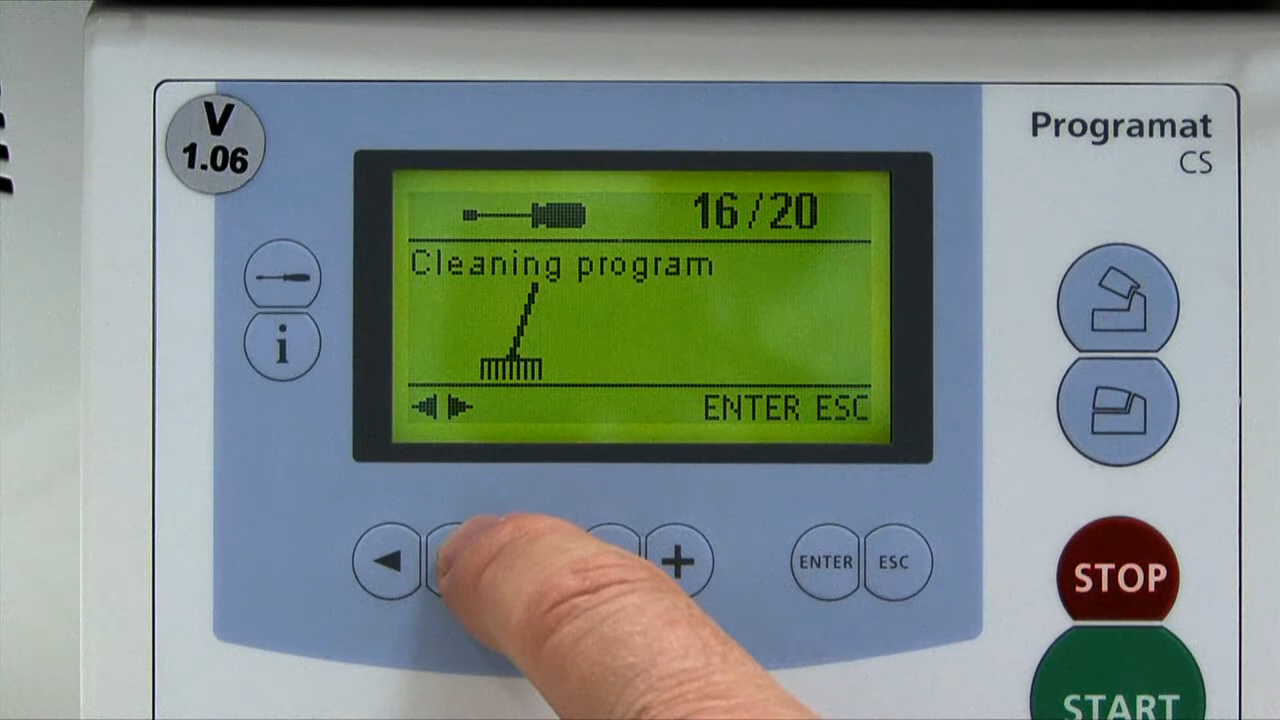 V
1.06
Programat
CS
16/20
Cleaning program
ENTER ESC
i
+
ENTER
ESC
STOP
START